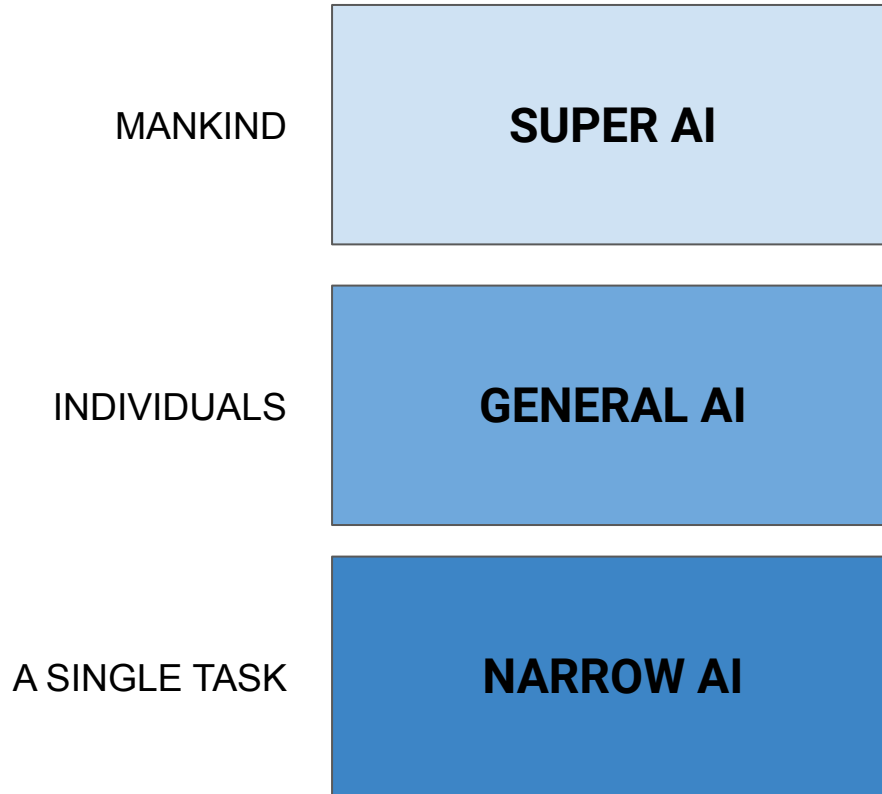 MANKIND
SUPER AI
INDIVIDUALS
GENERAL AI
A SINGLE TASK
NARROW AI